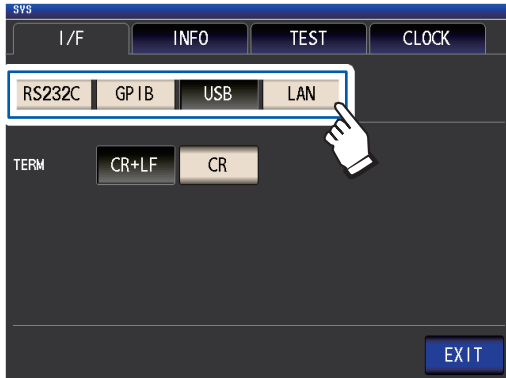 SYS
I/F INFO TEST CLOCK
RS232C GPIB USB LAN
TERM CR+LF CR
EXIT